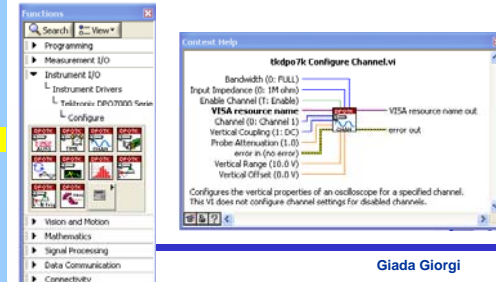 Functions
Search View
Programming
Measurement I/O
Instrument I/O
Instrument Drivers
Tektronix DPO7000 Serie
Configure
Vision and Motion
Mathematics
Signal Processing
Data Communication
Connectivity
Context Help
tkdpo7k Configure Channel.vi
Bandwidth (0: FULL)
Input Impedance (0: 1M ohm)
Enable Channel (T: Enable)
VISA resource name
Channel (0: Channel 1)
Vertical Coupling (1: DC)
Probe Attenuation (1.0)
error in (no error)
Vertical Range (10.0 V)
Vertical Offset (0.0 V)
VISA resource name out
error out
Configures the vertical properties of an oscilloscope for a specified channel.
This VI does not configure channel settings for disabled channels.
Giada Giorgi